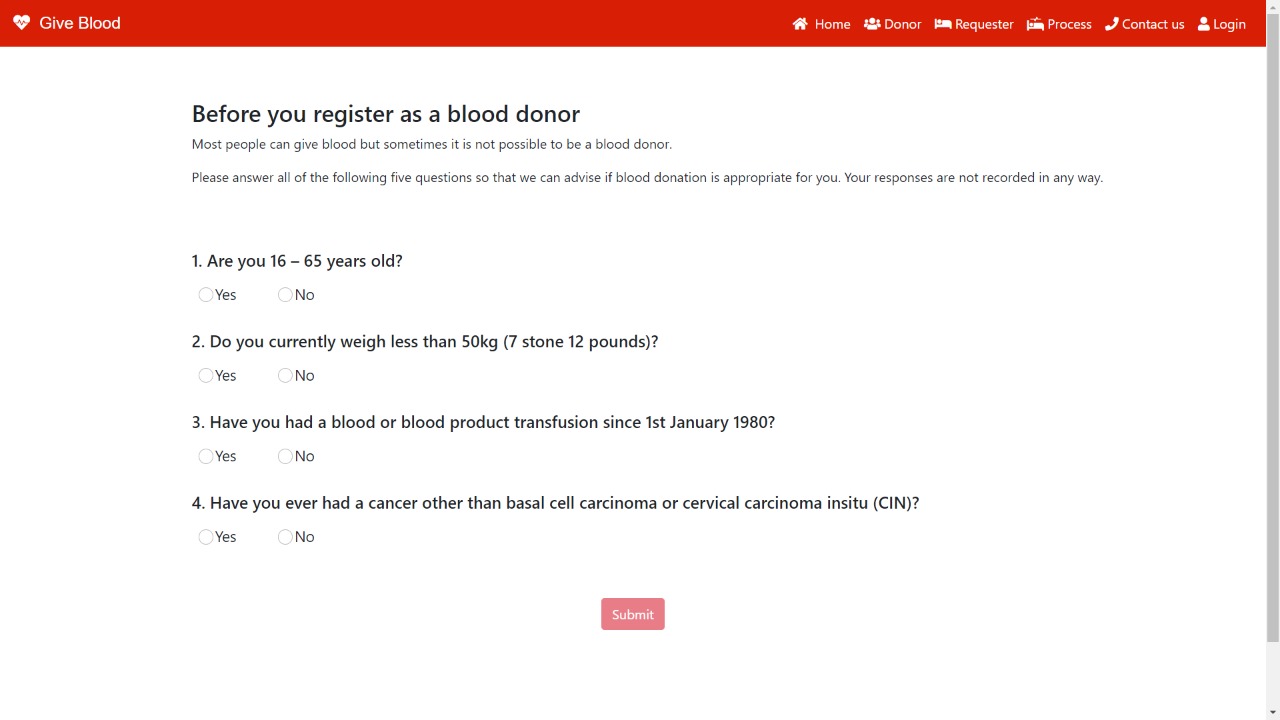 Give Blood
Home Donor Requester Process Contact us Login
Before you register as a blood donor
Most people can give blood but sometimes it is not possible to be a blood donor.
Please answer all of the following five questions so that we can advise if blood donation is appropriate for you. Your responses are not recorded in any way.
1. Are you 16 – 65 years old?
Yes No
2. Do you currently weigh less than 50kg (7 stone 12 pounds)?
Yes No
3. Have you had a blood or blood product transfusion since 1st January 1980?
Yes No
4. Have you ever had a cancer other than basal cell carcinoma or cervical carcinoma insitu (CIN)?
Yes No
Submit